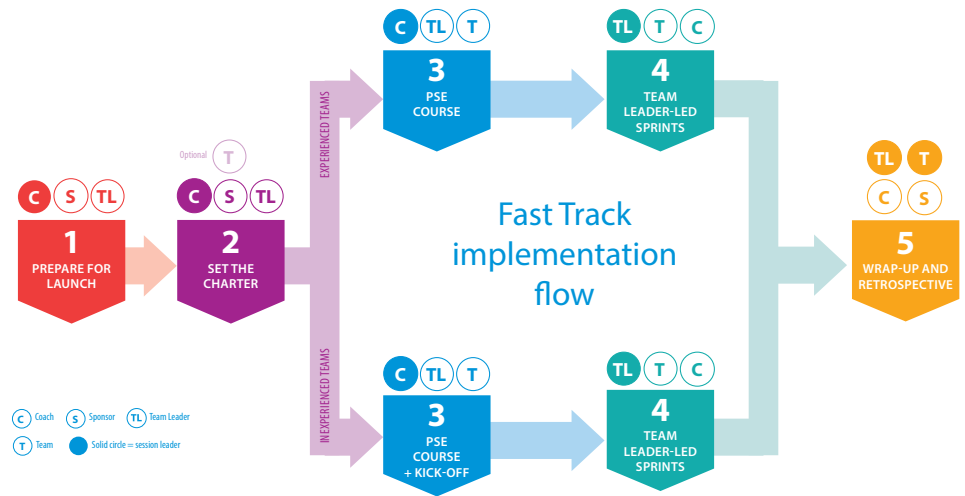 C TL T
3
PSE
COURSE
TL T C
4
TEAM
LEADER-LED
SPRINTS
EXPERIENCED TEAMS
Optional T
C S TL
1
PREPARE FOR
LAUNCH
C S TL
2
SET THE
CHARTER
Fast Track
implementation
flow
TL T
C S
5
WRAP-UP AND
RETROSPECTIVE
INEXPERIENCED TEAMS
C TL T
3
PSE
COURSE
+ KICK-OFF
TL T C
4
TEAM
LEADER-LED
SPRINTS
C Coach S Sponsor TL Team Leader
T Team Solid circle = session leader